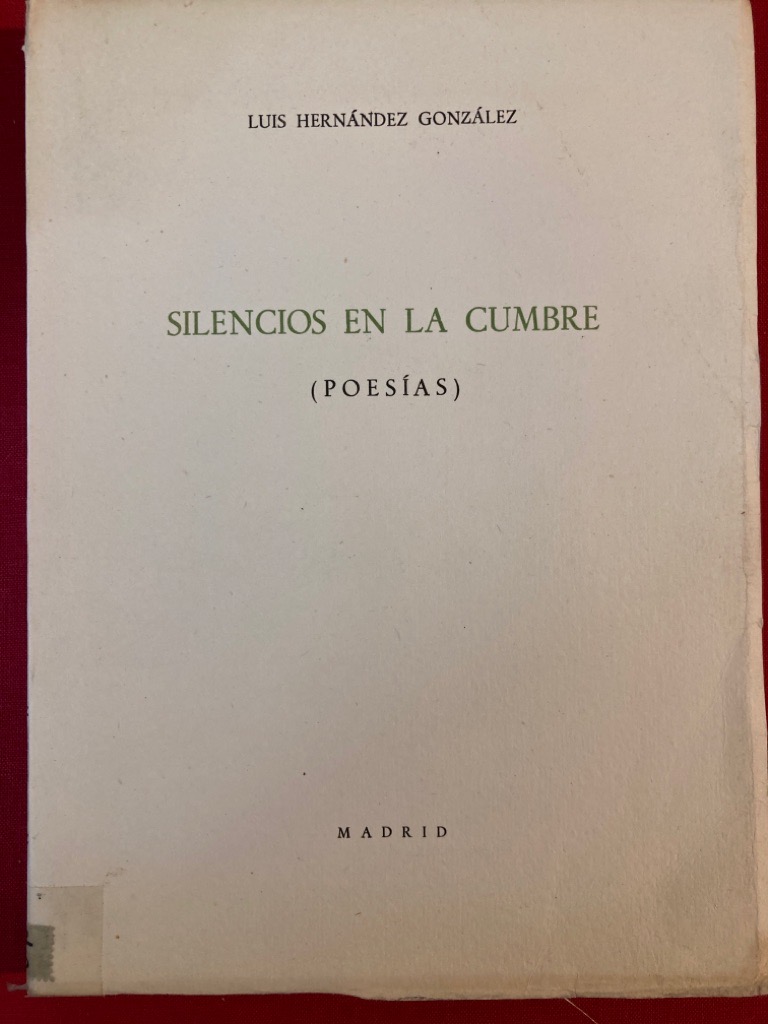 LUIS HERNÁNDEZ GONZÁLEZ
SILENCIOS EN LA CUMBRE
(POESÍAS)
MADRID